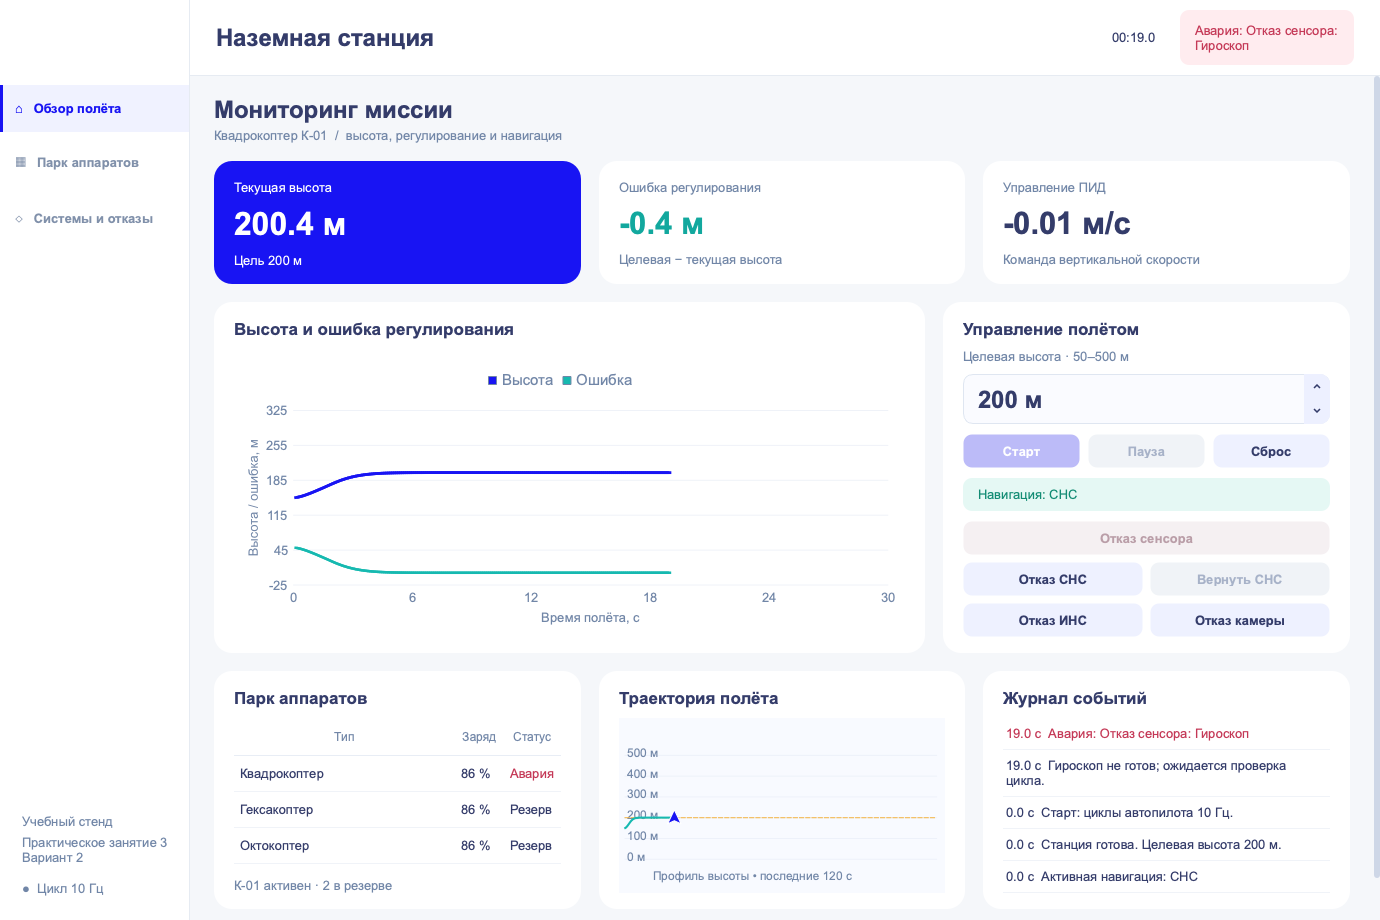 Наземная станция
00:19.0
Авария: Отказ сенсора:
Гироскоп
⌂ Обзор полёта
▦ Парк аппаратов
◇ Системы и отказы
Учебный стенд
Практическое занятие 3
Вариант 2
● Цикл 10 Гц
Мониторинг миссии
Квадрокоптер К-01 / высота, регулирование и навигация
Текущая высота
200.4 м
Цель 200 м
Ошибка регулирования
-0.4 м
Целевая − текущая высота
Управление ПИД
-0.01 м/с
Команда вертикальной скорости
Высота и ошибка регулирования
Высота Ошибка
325
255
185
115
45
-25
Высота / ошибка, м
0 6 12 18 24 30
Время полёта, с
Управление полётом
Целевая высота · 50–500 м
200 м
Старт Пауза Сброс
Навигация: СНС
Отказ сенсора
Отказ СНС Вернуть СНС
Отказ ИНС Отказ камеры
Парк аппаратов
Тип Заряд Статус
Квадрокоптер 86 % Авария
Гексакоптер 86 % Резерв
Октокоптер 86 % Резерв
К-01 активен · 2 в резерве
Траектория полёта
500 м
400 м
300 м
200 м
100 м
0 м
Профиль высоты • последние 120 с
Журнал событий
19.0 с Авария: Отказ сенсора: Гироскоп
19.0 с Гироскоп не готов; ожидается проверка
цикла.
0.0 с Старт: циклы автопилота 10 Гц.
0.0 с Станция готова. Целевая высота 200 м.
0.0 с Активная навигация: СНС